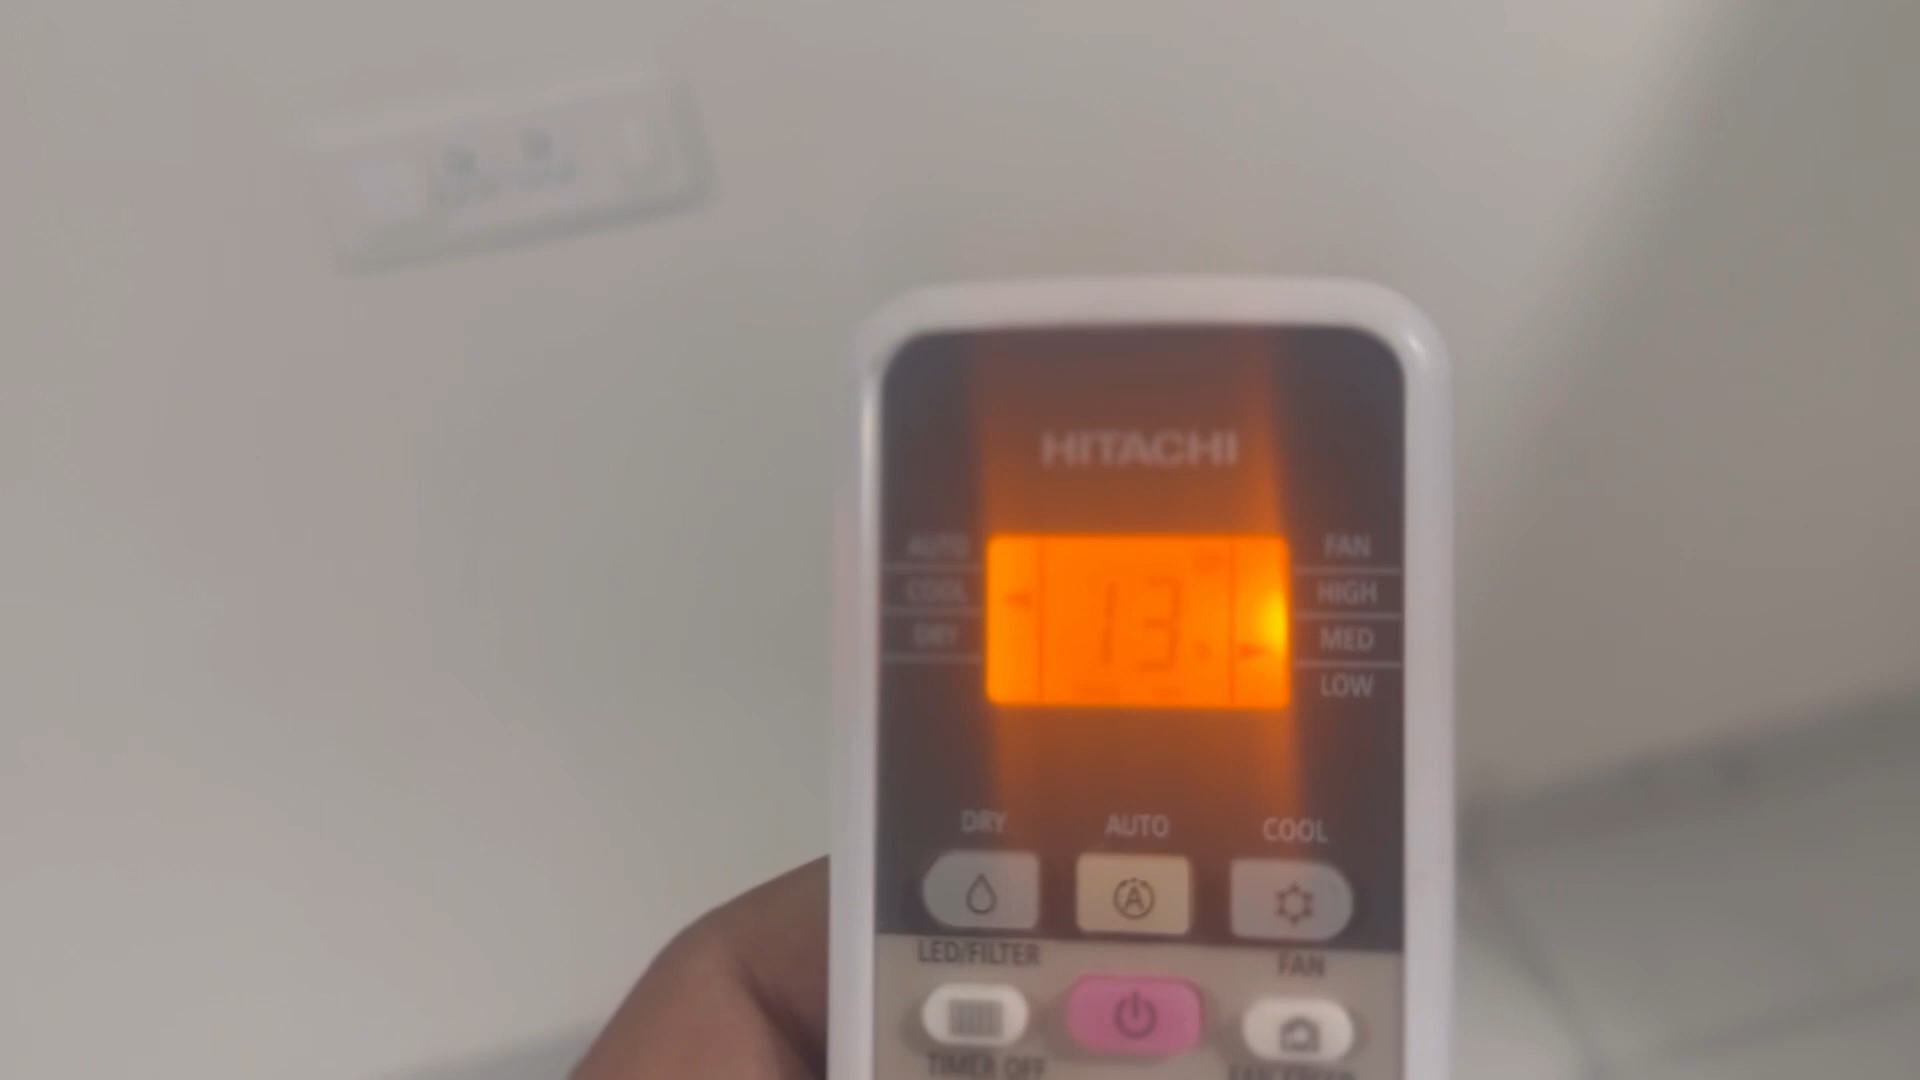 HITACHI
AUTO
COOL
DRY
13
FAN
HIGH
MED
LOW
DRY AUTO COOL
LED/FILTER FAN
TIMER OFF